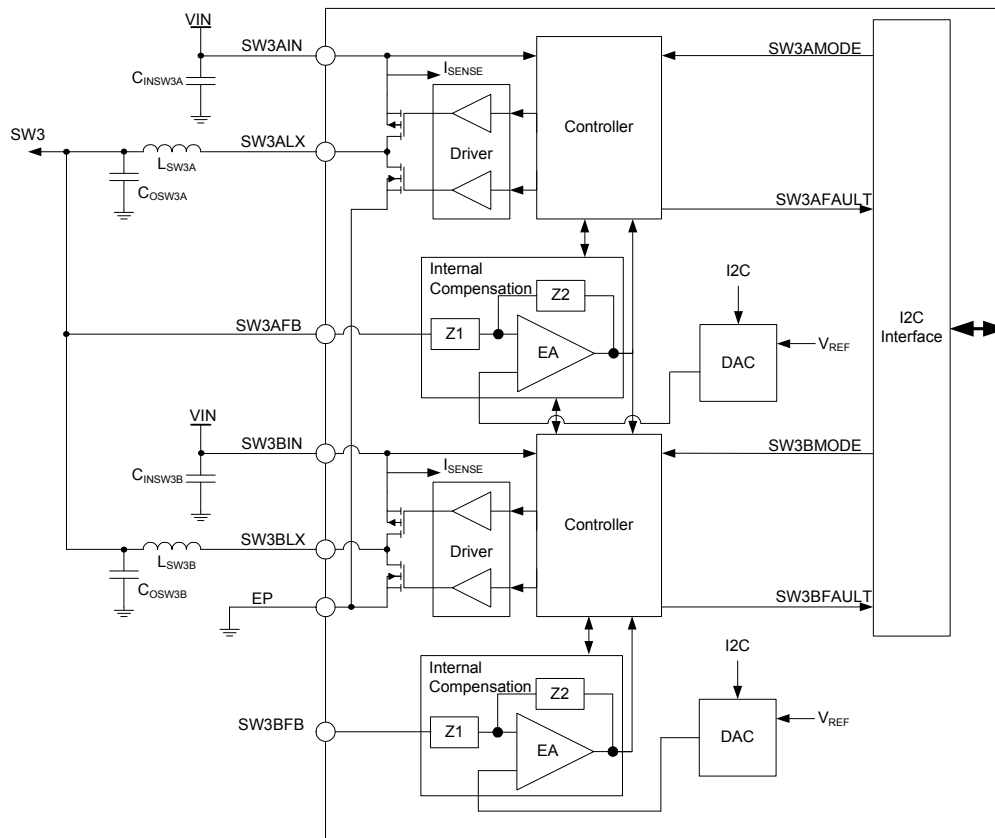 VIN
SW3AIN
CINSW3A
ISENSE
SW3AMODE
Controller
SW3
SW3ALX
LSW3A
COSW3A
Driver
SW3AFAULT
Internal
Compensation
Z2
I2C
SW3AFB
Z1
EA
DAC
VREF
I2C
Interface
VIN
SW3BIN
CINSW3B
ISENSE
SW3BMODE
Controller
SW3BLX
LSW3B
COSW3B
Driver
EP
SW3BFAULT
Internal
Compensation
Z2
I2C
SW3BFB
Z1
EA
DAC
VREF